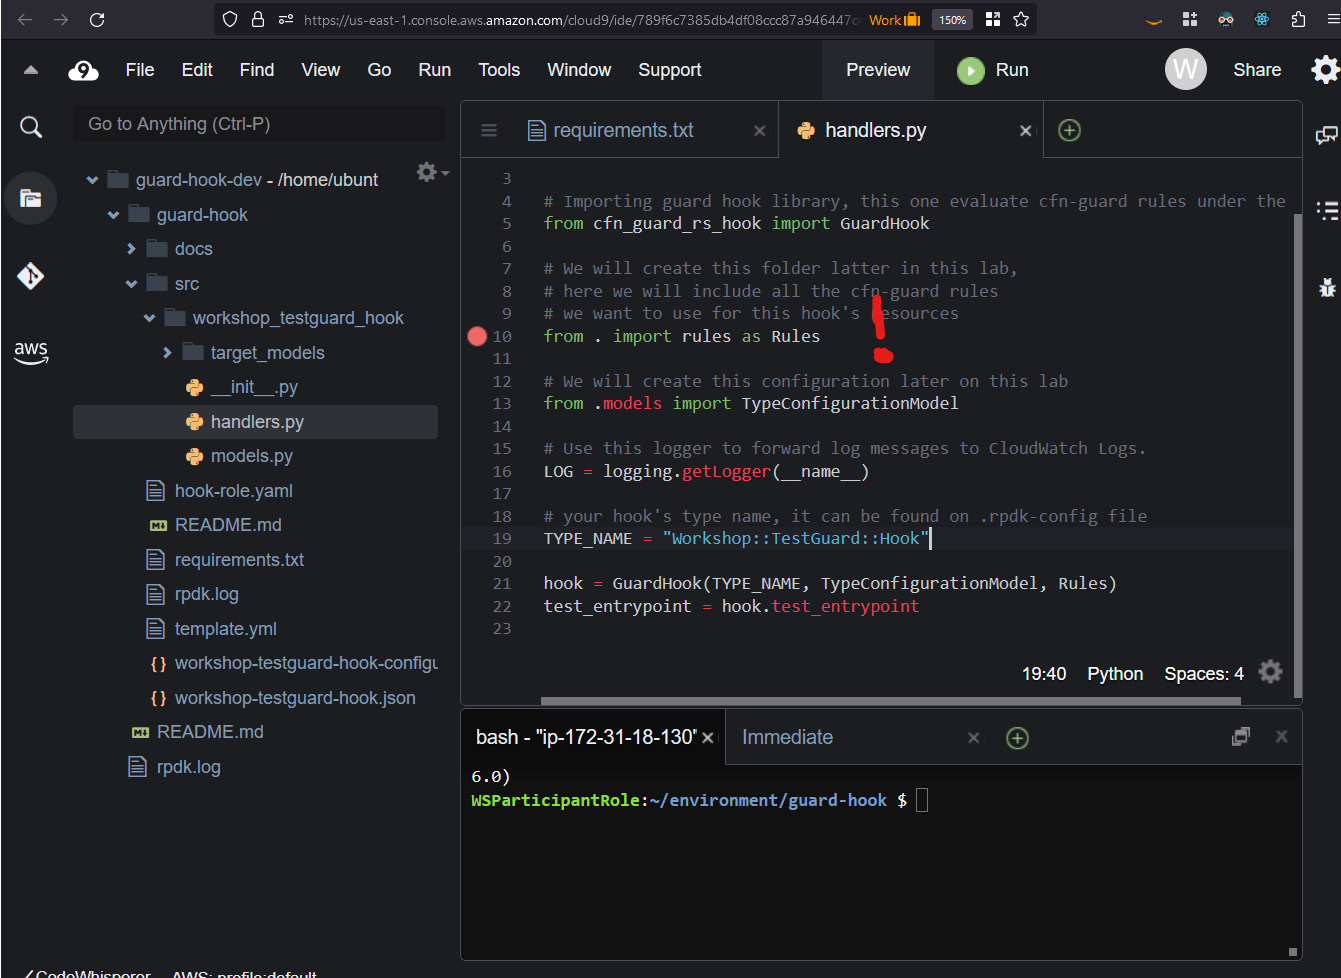 https://us-east-1.console.aws.amazon.com/cloud9/ide/789f6c7385db4df08ccc87a946447c
Work
150%
9
File Edit Find View Go Run Tools Window Support
Preview
Run
W
Share
Go to Anything (Ctrl-P)
aws
guard-hook-dev - /home/ubunt
guard-hook
docs
src
workshop_testguard_hook
target_models
__init__.py
handlers.py
models.py
hook-role.yaml
README.md
requirements.txt
rpdk.log
template.yml
workshop-testguard-hook-configu
workshop-testguard-hook.json
README.md
rpdk.log
requirements.txt
handlers.py
3
4 # Importing guard hook library, this one evaluate cfn-guard rules under the
5 from cfn_guard_rs_hook import GuardHook
6
7 # We will create this folder latter in this lab,
8 # here we will include all the cfn-guard rules
9 # we want to use for this hook's resources
10 from . import rules as Rules
!
11
12 # We will create this configuration later on this lab
13 from .models import TypeConfigurationModel
14
15 # Use this logger to forward log messages to CloudWatch Logs.
16 LOG = logging.getLogger(__name__)
17
18 # your hook's type name, it can be found on .rpdk-config file
19 TYPE_NAME = "Workshop::TestGuard::Hook"
20
21 hook = GuardHook(TYPE_NAME, TypeConfigurationModel, Rules)
22 test_entrypoint = hook.test_entrypoint
23
19:40 Python Spaces: 4
bash - "ip-172-31-18-130"
Immediate
6.0)
WSParticipantRole:~/environment/guard-hook $
CodeWhisperer AWS: profile:default